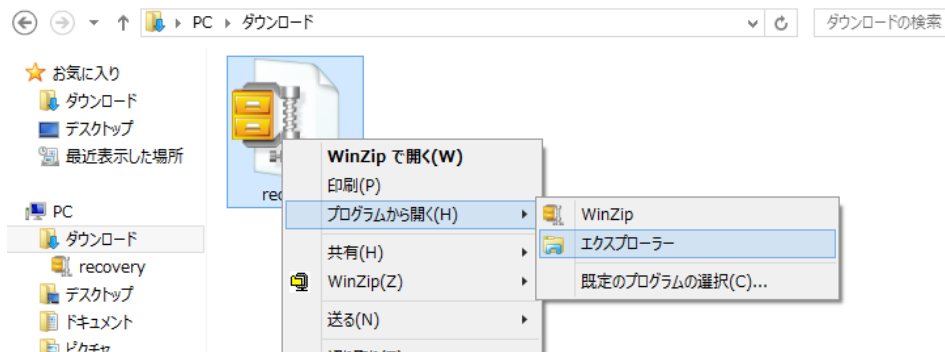 PC ダウンロード
ダウンロードの検索
お気に入り
ダウンロード
デスクトップ
最近表示した場所
PC
ダウンロード
recovery
デスクトップ
ドキュメント
ピクチャ
WinZip で開く(W)
印刷(P)
プログラムから開く(H)
共有(H)
WinZip(Z)
送る(N)
WinZip
エクスプローラー
既定のプログラムの選択(C)...